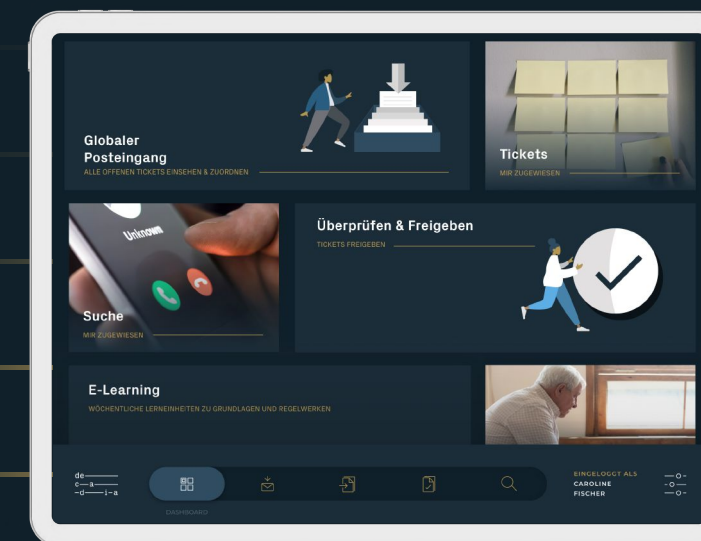 Globaler
Posteingang
ALLE OFFENEN TICKETS EINSEHEN & ZUORDNEN
Tickets
MIR ZUGEWIESEN
Unknown
Suche
MIR ZUGEWIESEN
Überprüfen & Freigeben
TICKETS FREIGEBEN
E-Learning
WÖCHENTLICHE LERNEINHEITEN ZU GRUNDLAGEN UND REGELWERKEN
de
c—a
–d—i–a
DASHBOARD
EINGELOGGT ALS
CAROLINE
FISCHER